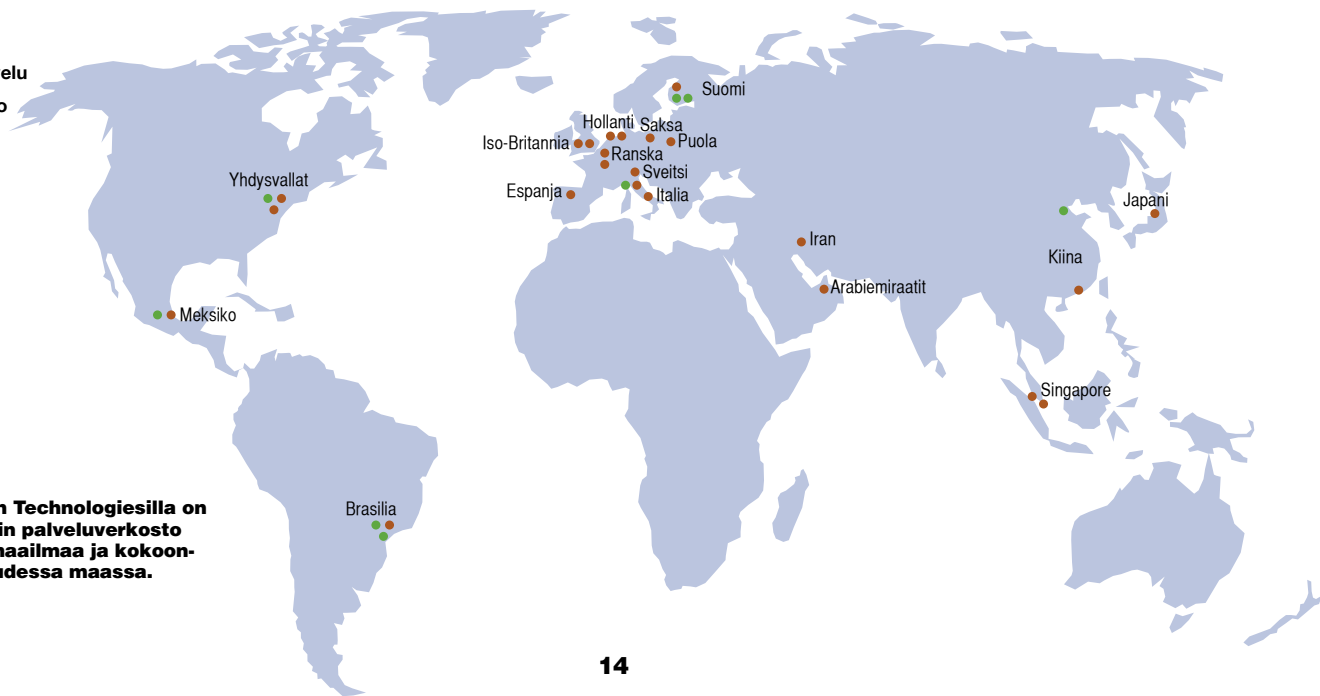 velu
o
Suomi
Hollanti
Saksa
Iso-Britannia
Puola
Ranska
Sveitsi
Yhdysvallat
Espanja
Italia
Japani
Iran
Kiina
Arabiemiraatit
Meksiko
Singapore
Brasilia
n Technologiesilla on
in palveluverkosto
maailmaa ja kokoon-
udessa maassa.
14